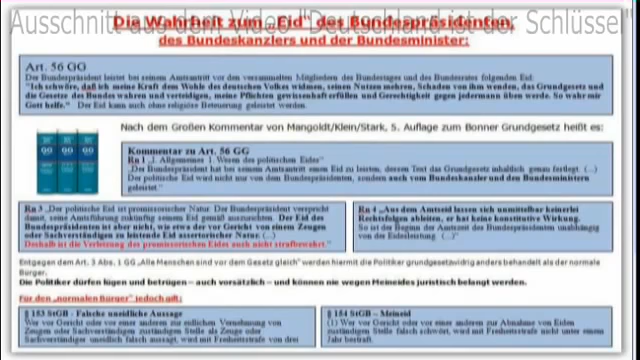 Ausschnitt aus dem Video "Deutschland ist der Schlüssel"
Die Wahrheit zum „Eid" des Bundespräsidenten,
des Bundeskanzlers und der Bundesminister:
Art. 56 GG
Der Bundespräsident leistet bei seinem Amtsantritt vor den versammelten Mitgliedern des Bundestages und des Bundesrates folgenden Eid:
"Ich schwöre, daß ich meine Kraft dem Wohle des deutschen Volkes widmen, seinen Nutzen mehren, Schaden von ihm wenden, das Grundgesetz und
die Gesetze des Bundes wahren und verteidigen, meine Pflichten gewissenhaft erfüllen und Gerechtigkeit gegen jedermann üben werde. So wahr mir
Gott helfe." Der Eid kann auch ohne religiöse Beteuerung geleistet werden.
Nach dem Großen Kommentar von Mangoldt/Klein/Stark, 5. Auflage zum Bonner Grundgesetz heißt es:
GG GG GG
Kommentar zu Art. 56 GG
Rn 1 „I. Allgemeines 1. Wesen des politischen Eides"
„Der Bundespräsident hat bei seinem Amtsantritt einen Eid zu leisten, dessen Text das Grundgesetz inhaltlich genau festlegt. (...)
Der politische Eid wird nicht nur von dem Bundespräsidenten, sondern auch vom Bundeskanzler und den Bundesministern
geleistet."
Rn 3 „Der politische Eid ist promissorischer Natur. Der Bundespräsident verspricht
damit, seine Amtsführung zukünftig seinem Eid gemäß auszurichten. Der Eid des
Bundespräsidenten ist aber nicht, wie etwa der vor Gericht von einem Zeugen
oder Sachverständigen zu leistende Eid assertorischer Natur. (...)
Deshalb ist die Verletzung des promissorischen Eides auch nicht strafbewehrt."
Rn 4 „Aus dem Amtseid lassen sich unmittelbar keinerlei
Rechtsfolgen ableiten, er hat keine konstitutive Wirkung.
So ist der Beginn der Amtszeit des Bundespräsidenten unabhängig
von der Eidesleistung. (...)"
Entgegen dem Art. 3 Abs. 1 GG „Alle Menschen sind vor dem Gesetz gleich" werden hiermit die Politiker grundgesetzwidrig anders behandelt als der normale
Bürger.
Die Politiker dürfen lügen und betrügen – auch vorsätzlich – und können nie wegen Meineides juristisch belangt werden.
Für den „normalen Bürger" jedoch gilt:
§ 153 StGB - Falsche uneidliche Aussage
Wer vor Gericht oder vor einer anderen zur eidlichen Vernehmung von
Zeugen oder Sachverständigen zuständigen Stelle als Zeuge oder
Sachverständiger uneidlich falsch aussagt, wird mit Freiheitsstrafe von drei
§ 154 StGB – Meineid
(1) Wer vor Gericht oder vor einer anderen zur Abnahme von Eiden
zuständigen Stelle falsch schwört, wird mit Freiheitsstrafe nicht unter einem
Jahr bestraft.